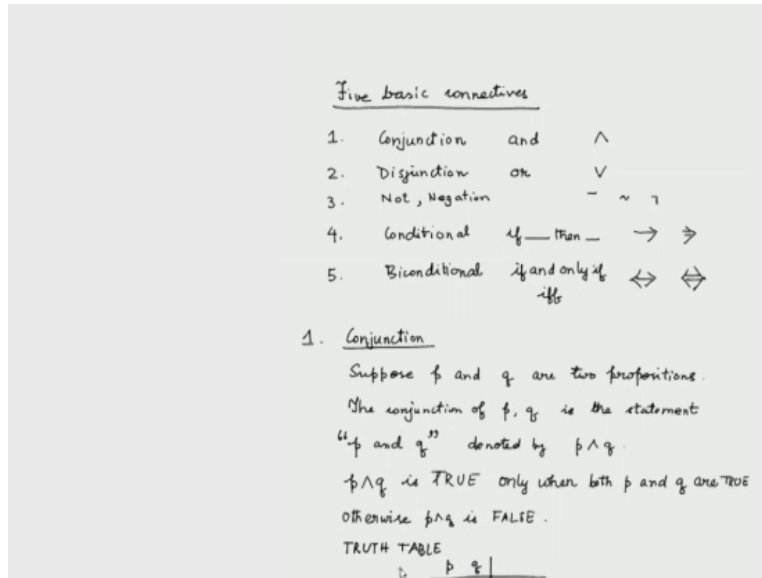 Five basic connectives
1. Conjunction and ∧
2. Disjunction or ∨
3. Not, Negation ¯ ~ ¬
4. Conditional if __ then _ → ⇒
5. Biconditional if and only if ↔ ⇔
iff
1. Conjunction
Suppose p and q are two propositions.
The conjunction of p, q is the statement
"p and q" denoted by p∧q.
p∧q is TRUE only when both p and q are TRUE
otherwise p∧q is FALSE.
TRUTH TABLE
p q